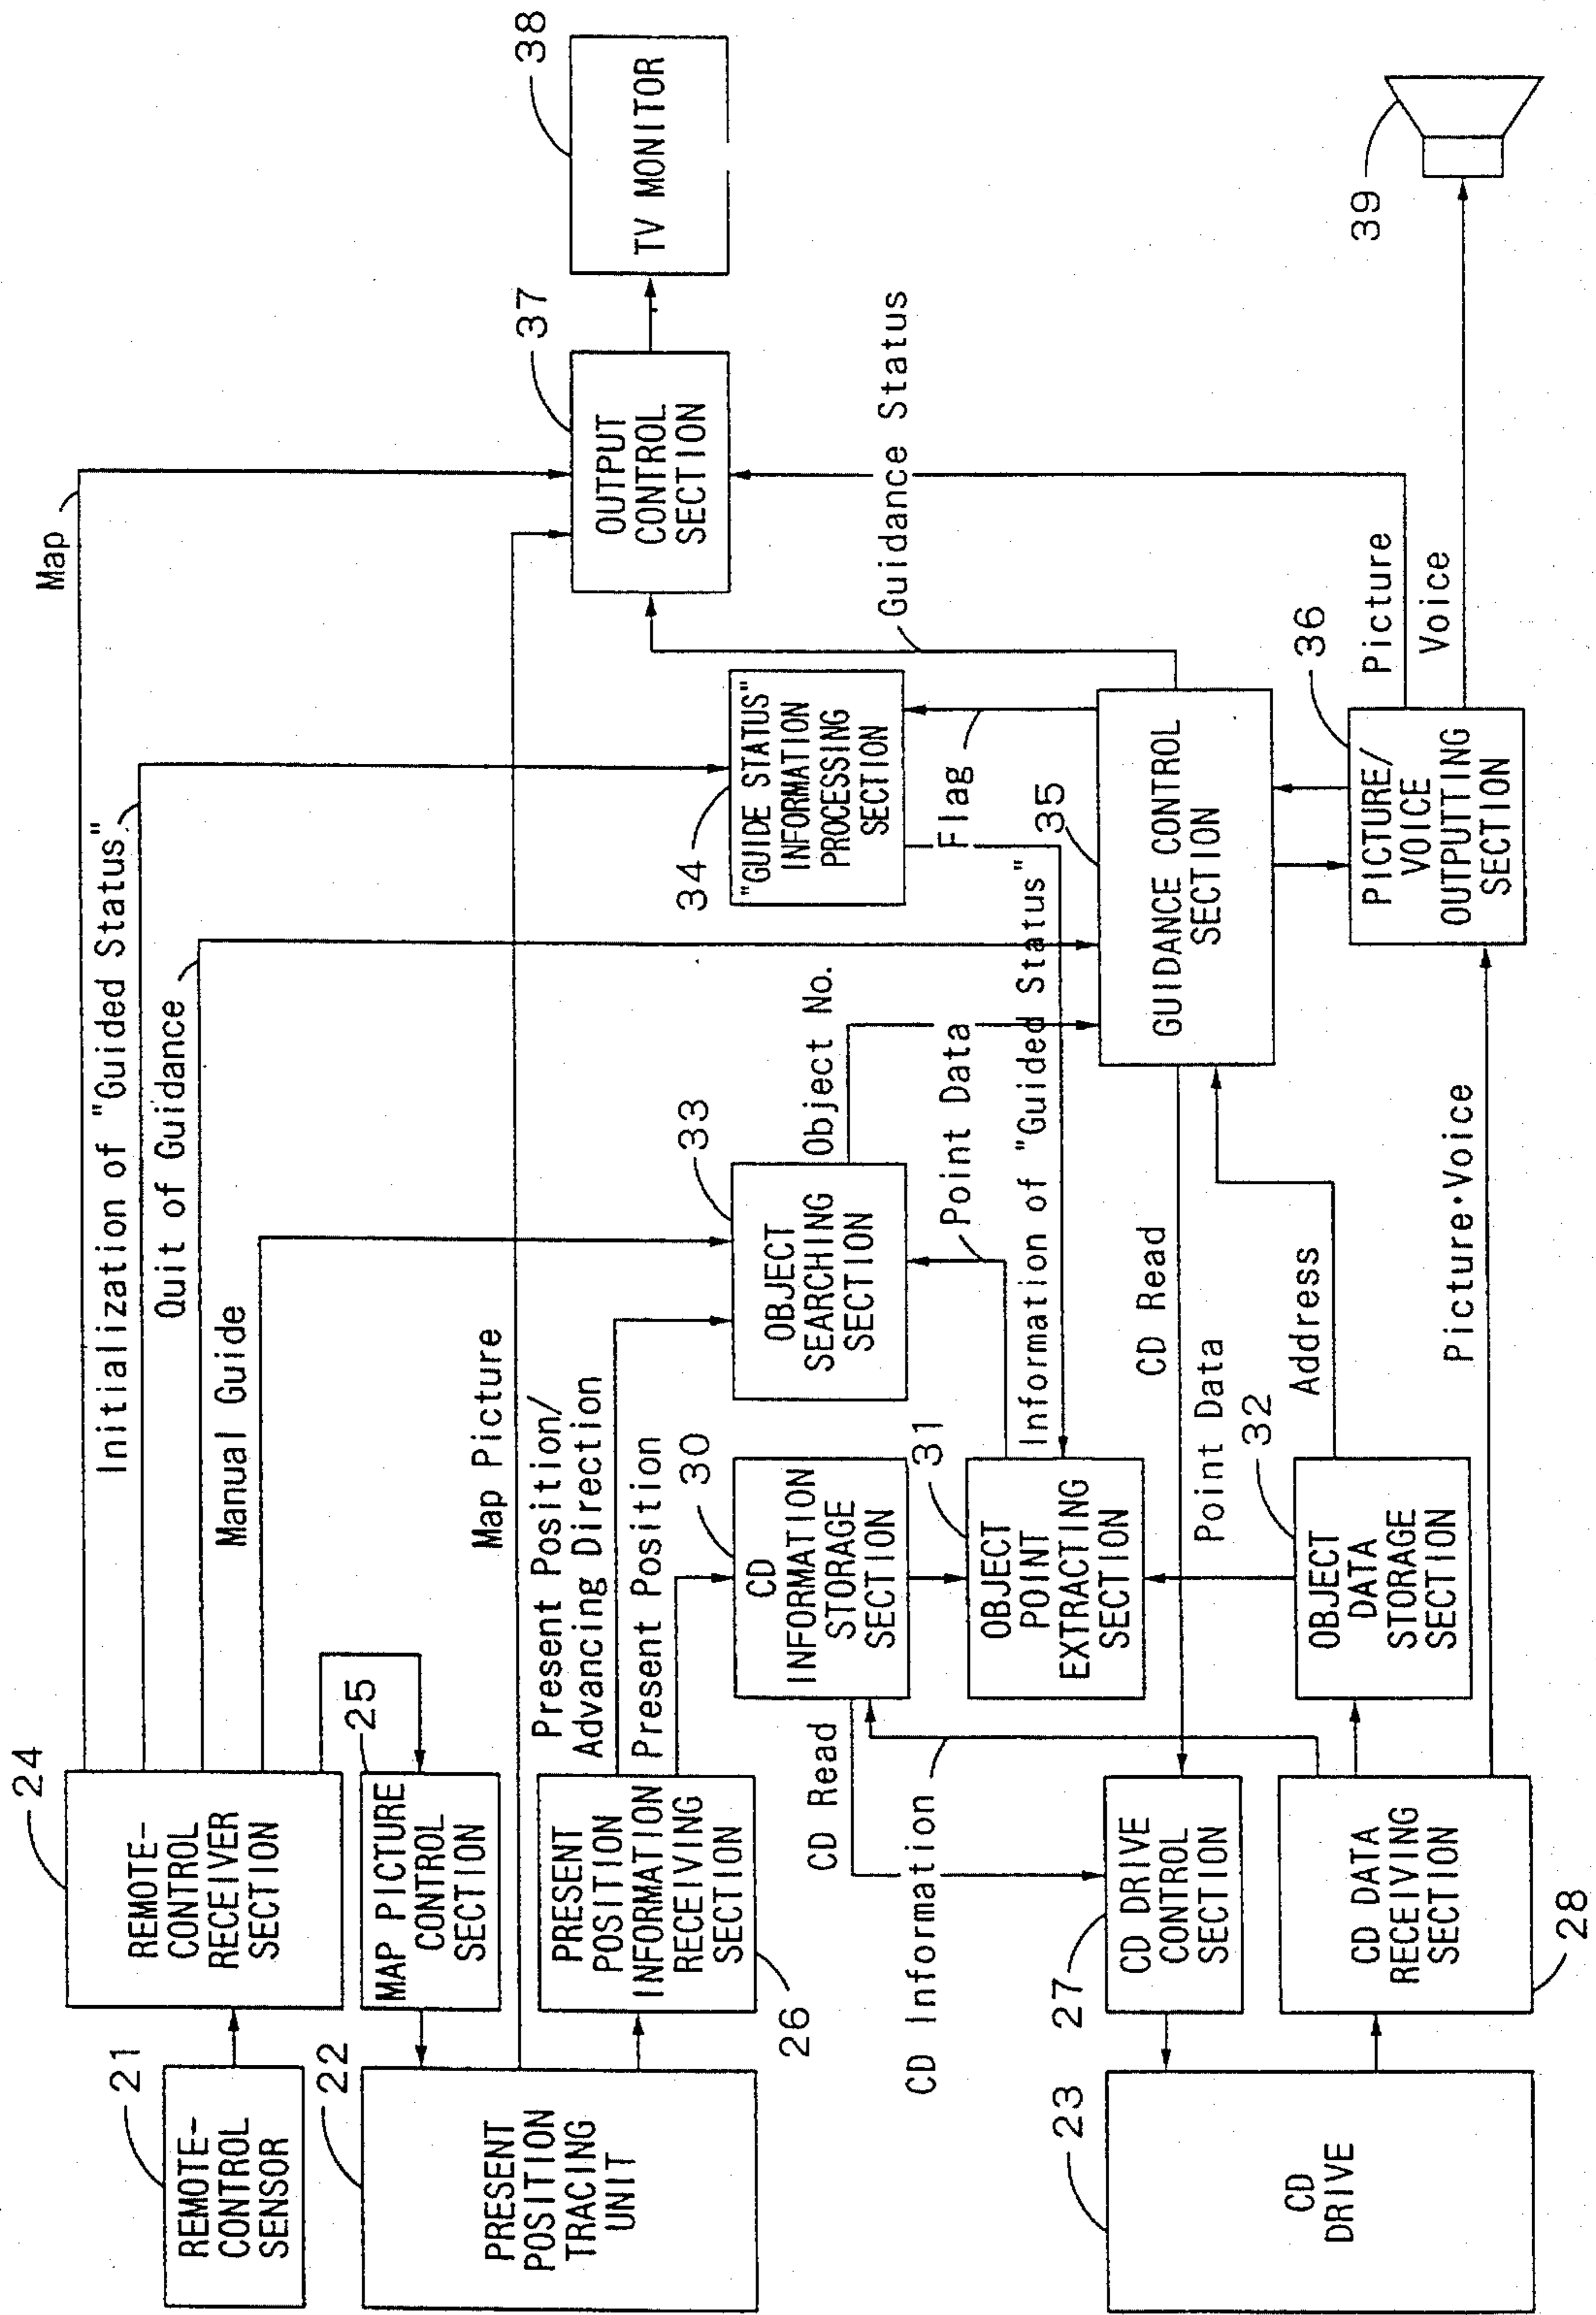 21
REMOTE-
CONTROL
SENSOR
22
PRESENT
POSITION
TRACING
UNIT
23
CD
DRIVE
24
REMOTE-
CONTROL
RECEIVER
SECTION
25
MAP PICTURE
CONTROL
SECTION
PRESENT
POSITION
INFORMATION
RECEIVING
SECTION
26
27
CD DRIVE
CONTROL
SECTION
CD DATA
RECEIVING
SECTION
28
Map
Initialization of "Guided Status"
Quit of Guidance
Manual Guide
Map Picture
Present Position/
Advancing Direction
Present Position
CD Read
CD Information
30
CD
INFORMATION
STORAGE
SECTION
31
OBJECT
POINT
EXTRACTING
SECTION
32
OBJECT
DATA
STORAGE
SECTION
33
OBJECT
SEARCHING
SECTION
Object No.
Point Data
Information of "Guided Status"
CD Read
Point Data
Address
Picture·Voice
34
"GUIDE STATUS"
INFORMATION
PROCESSING
SECTION
Flag
35
GUIDANCE CONTROL
SECTION
36
PICTURE/
VOICE
OUTPUTTING
SECTION
Guidance Status
Picture
Voice
37
OUTPUT
CONTROL
SECTION
38
TV MONITOR
39